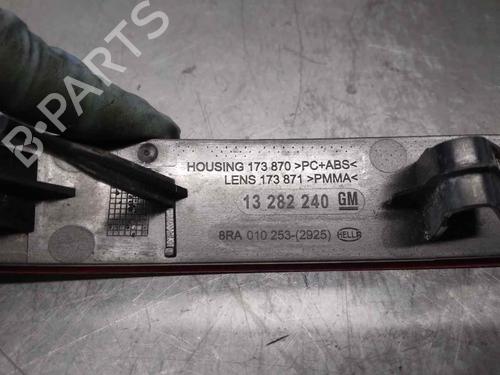 B-PARTS
HOUSING 173 870 >PC+ABS<
LENS 173 871 >PMMA<
13 282 240 GM
8RA 010 253-(2925) HELLA